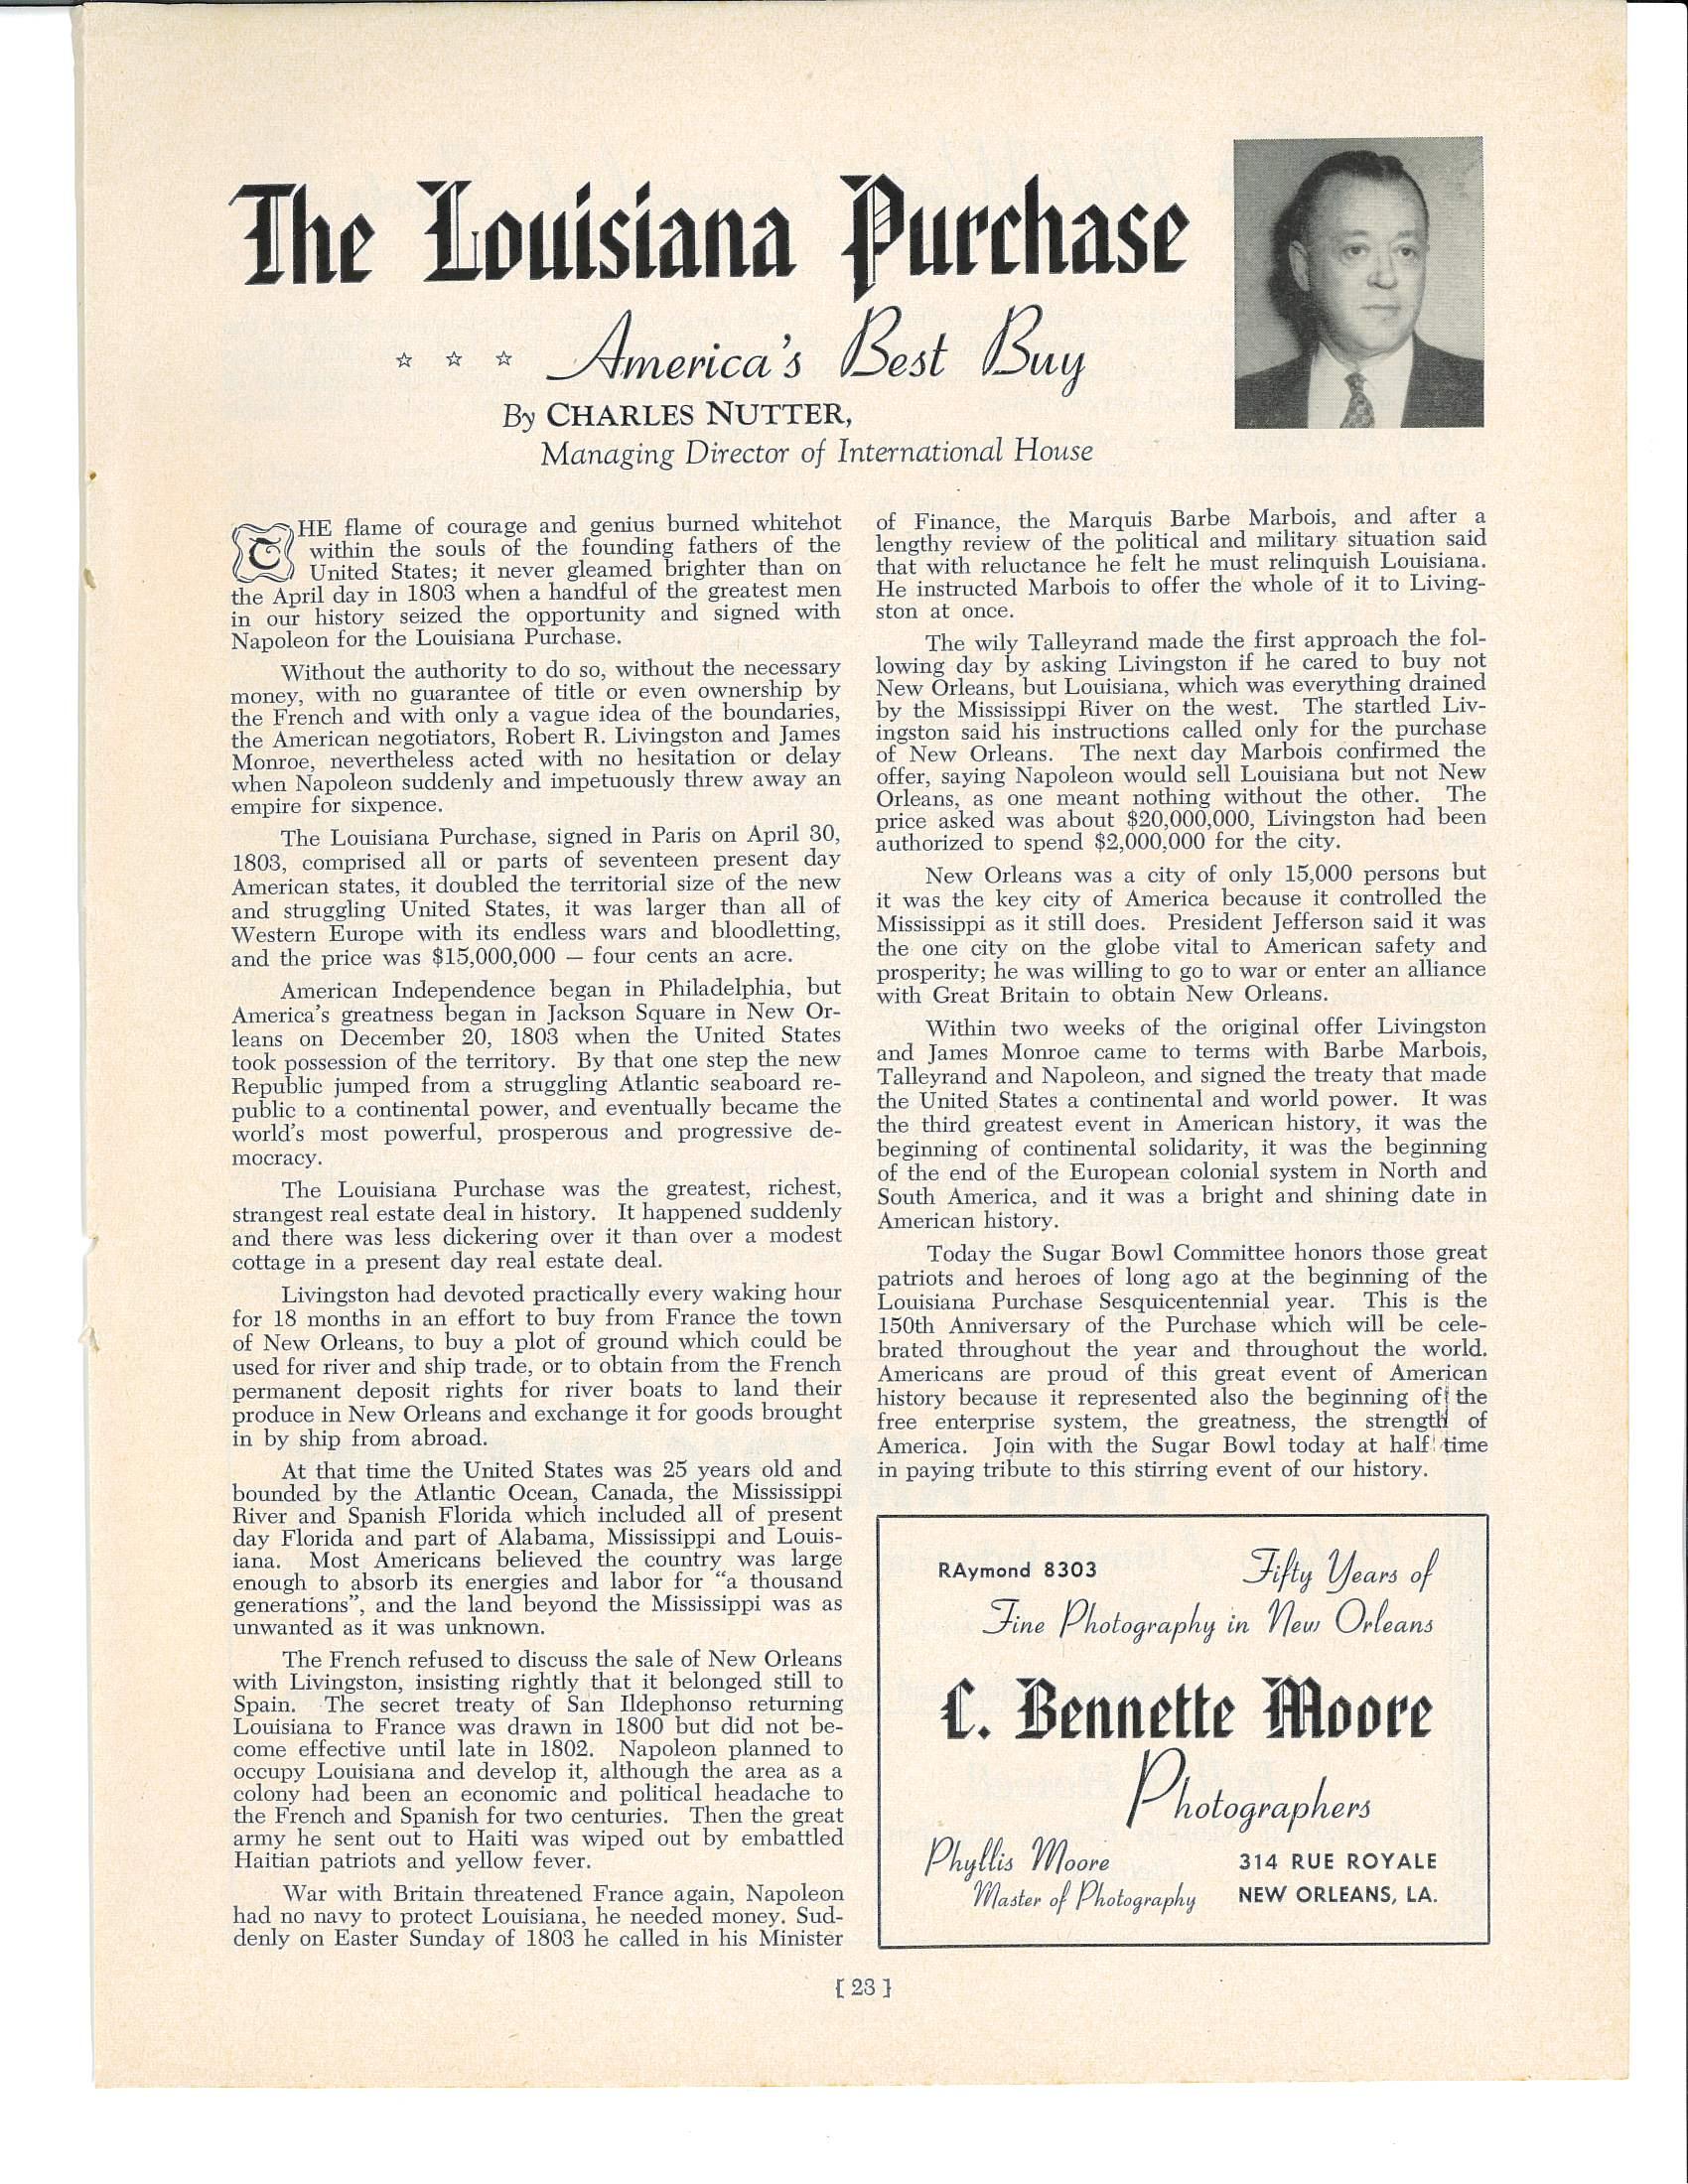 The Louisiana Purchase
☆ ☆ ☆ America's Best Buy
By CHARLES NUTTER,
Managing Director of International House
THE flame of courage and genius burned whitehot
within the souls of the founding fathers of the
United States; it never gleamed brighter than on
the April day in 1803 when a handful of the greatest men
in our history seized the opportunity and signed with
Napoleon for the Louisiana Purchase.
Without the authority to do so, without the necessary
money, with no guarantee of title or even ownership by
the French and with only a vague idea of the boundaries,
the American negotiators, Robert R. Livingston and James
Monroe, nevertheless acted with no hesitation or delay
when Napoleon suddenly and impetuously threw away an
empire for sixpence.
The Louisiana Purchase, signed in Paris on April 30,
1803, comprised all or parts of seventeen present day
American states, it doubled the territorial size of the new
and struggling United States, it was larger than all of
Western Europe with its endless wars and bloodletting,
and the price was $15,000,000 — four cents an acre.
American Independence began in Philadelphia, but
America's greatness began in Jackson Square in New Or-
leans on December 20, 1803 when the United States
took possession of the territory. By that one step the new
Republic jumped from a struggling Atlantic seaboard re-
public to a continental power, and eventually became the
world's most powerful, prosperous and progressive de-
mocracy.
The Louisiana Purchase was the greatest, richest,
strangest real estate deal in history. It happened suddenly
and there was less dickering over it than over a modest
cottage in a present day real estate deal.
Livingston had devoted practically every waking hour
for 18 months in an effort to buy from France the town
of New Orleans, to buy a plot of ground which could be
used for river and ship trade, or to obtain from the French
permanent deposit rights for river boats to land their
produce in New Orleans and exchange it for goods brought
in by ship from abroad.
At that time the United States was 25 years old and
bounded by the Atlantic Ocean, Canada, the Mississippi
River and Spanish Florida which included all of present
day Florida and part of Alabama, Mississippi and Louis-
iana. Most Americans believed the country was large
enough to absorb its energies and labor for "a thousand
generations", and the land beyond the Mississippi was as
unwanted as it was unknown.
The French refused to discuss the sale of New Orleans
with Livingston, insisting rightly that it belonged still to
Spain. The secret treaty of San Ildephonso returning
Louisiana to France was drawn in 1800 but did not be-
come effective until late in 1802. Napoleon planned to
occupy Louisiana and develop it, although the area as a
colony had been an economic and political headache to
the French and Spanish for two centuries. Then the great
army he sent out to Haiti was wiped out by embattled
Haitian patriots and yellow fever.
War with Britain threatened France again, Napoleon
had no navy to protect Louisiana, he needed money. Sud-
denly on Easter Sunday of 1803 he called in his Minister
of Finance, the Marquis Barbe Marbois, and after a
lengthy review of the political and military situation said
that with reluctance he felt he must relinquish Louisiana.
He instructed Marbois to offer the whole of it to Living-
ston at once.
The wily Talleyrand made the first approach the fol-
lowing day by asking Livingston if he cared to buy not
New Orleans, but Louisiana, which was everything drained
by the Mississippi River on the west. The startled Liv-
ingston said his instructions called only for the purchase
of New Orleans. The next day Marbois confirmed the
offer, saying Napoleon would sell Louisiana but not New
Orleans, as one meant nothing without the other. The
price asked was about $20,000,000, Livingston had been
authorized to spend $2,000,000 for the city.
New Orleans was a city of only 15,000 persons but
it was the key city of America because it controlled the
Mississippi as it still does. President Jefferson said it was
the one city on the globe vital to American safety and
prosperity; he was willing to go to war or enter an alliance
with Great Britain to obtain New Orleans.
Within two weeks of the original offer Livingston
and James Monroe came to terms with Barbe Marbois,
Talleyrand and Napoleon, and signed the treaty that made
the United States a continental and world power. It was
the third greatest event in American history, it was the
beginning of continental solidarity, it was the beginning
of the end of the European colonial system in North and
South America, and it was a bright and shining date in
American history.
Today the Sugar Bowl Committee honors those great
patriots and heroes of long ago at the beginning of the
Louisiana Purchase Sesquicentennial year. This is the
150th Anniversary of the Purchase which will be cele-
brated throughout the year and throughout the world.
Americans are proud of this great event of American
history because it represented also the beginning of the
free enterprise system, the greatness, the strength of
America. Join with the Sugar Bowl today at half time
in paying tribute to this stirring event of our history.
RAymond 8303
Fifty Years of
Fine Photography in New Orleans
C. Bennette Moore
Photographers
Phyllis Moore
Master of Photography
314 RUE ROYALE
NEW ORLEANS, LA.
[ 23 ]